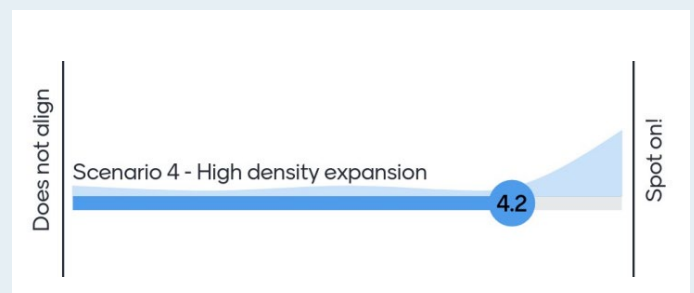 Does not align
Scenario 4 - High density expansion
4.2
Spot on!